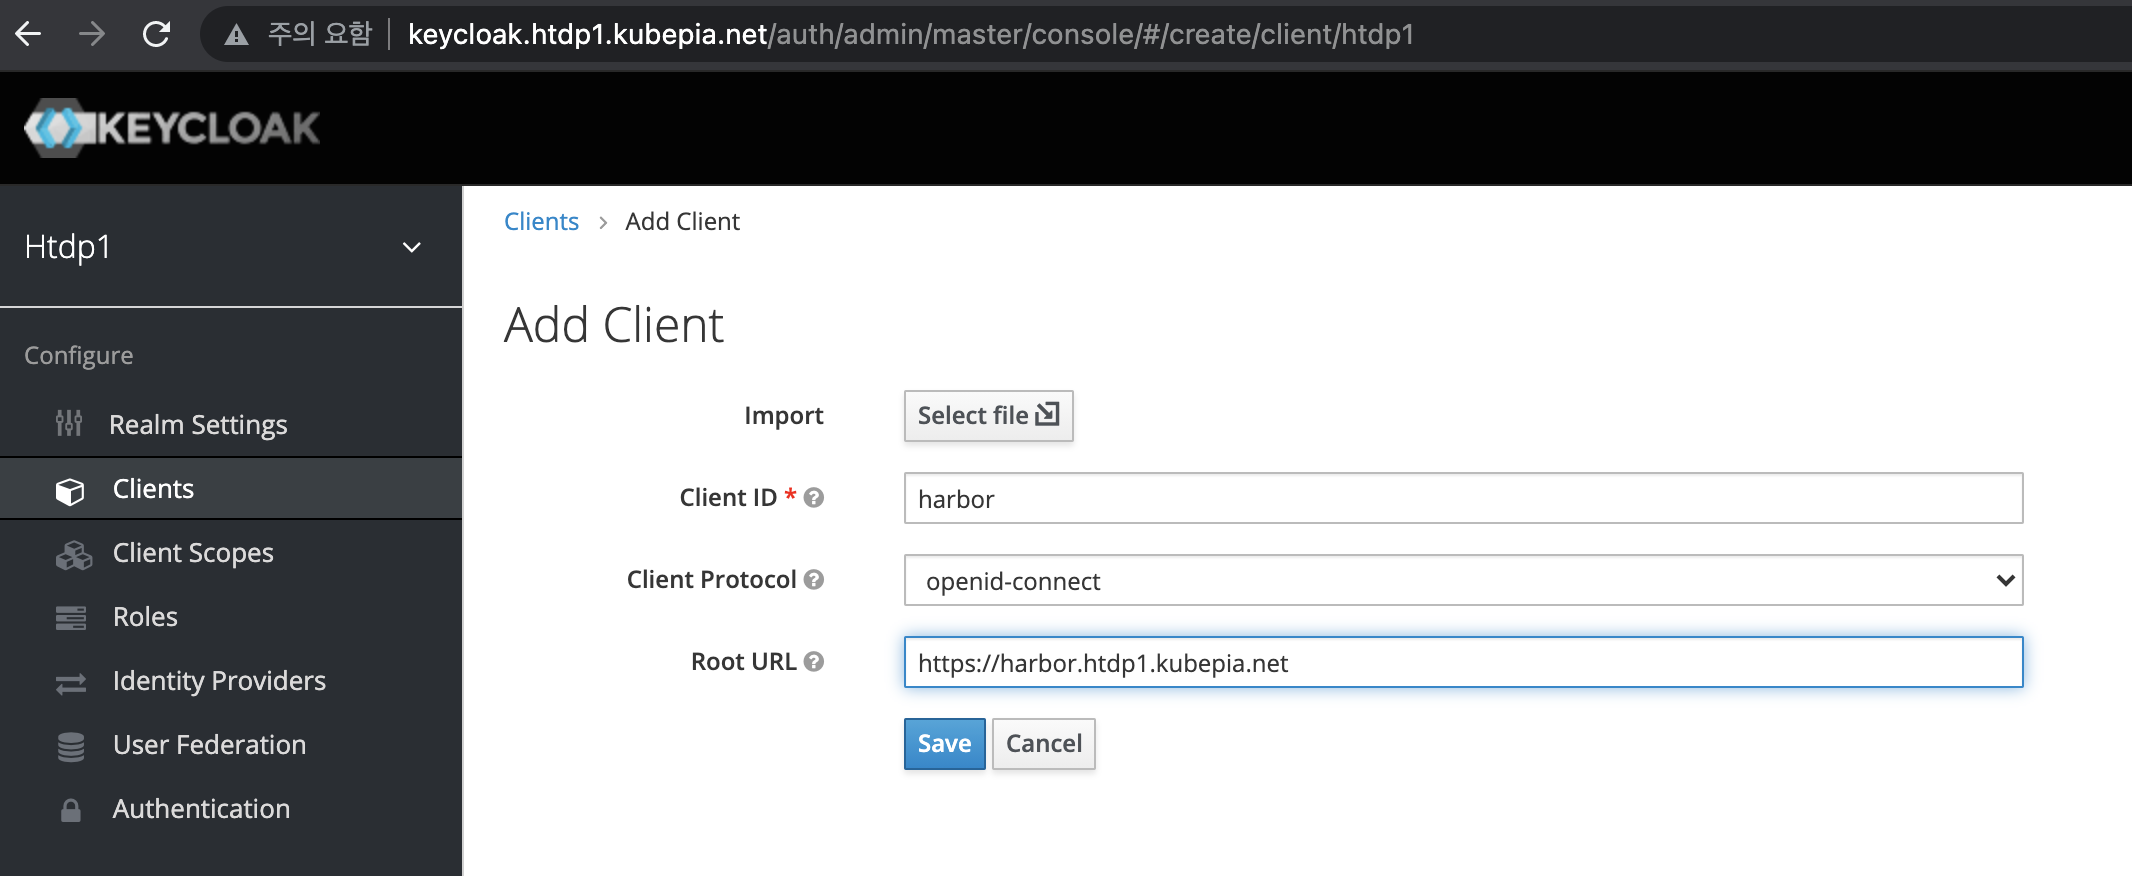 주의 요함 keycloak.htdp1.kubepia.net/auth/admin/master/console/#/create/client/htdp1
KEYCLOAK
Htdp1
Configure
Realm Settings
Clients
Client Scopes
Roles
Identity Providers
User Federation
Authentication
Clients > Add Client
Add Client
Import Select file
Client ID * harbor
Client Protocol openid-connect
Root URL https://harbor.htdp1.kubepia.net
Save Cancel